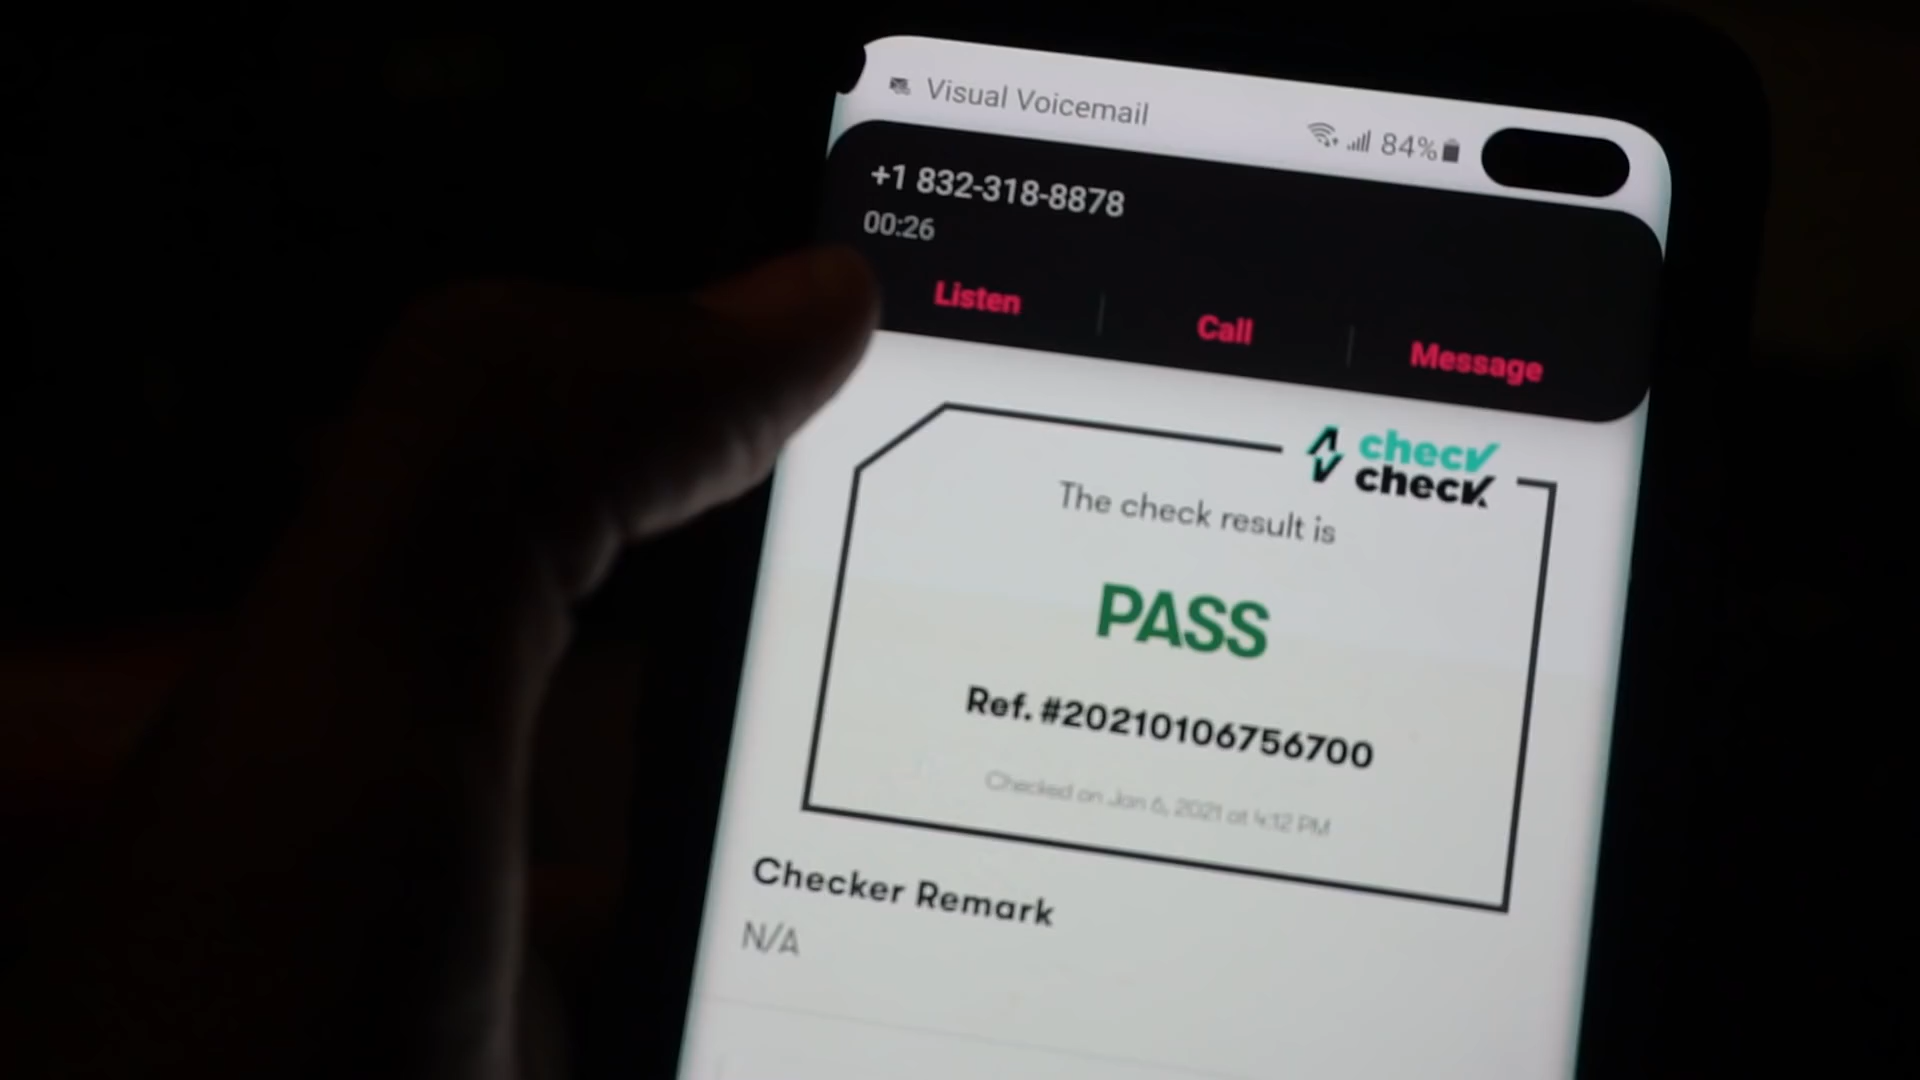 Visual Voicemail
84%
+1 832-318-8878
00:26
Listen
Call
Message
check
check
The check result is
PASS
Ref. #20210106756700
Checked on Jan 6, 2021 at 4:12 PM
Checker Remark
N/A